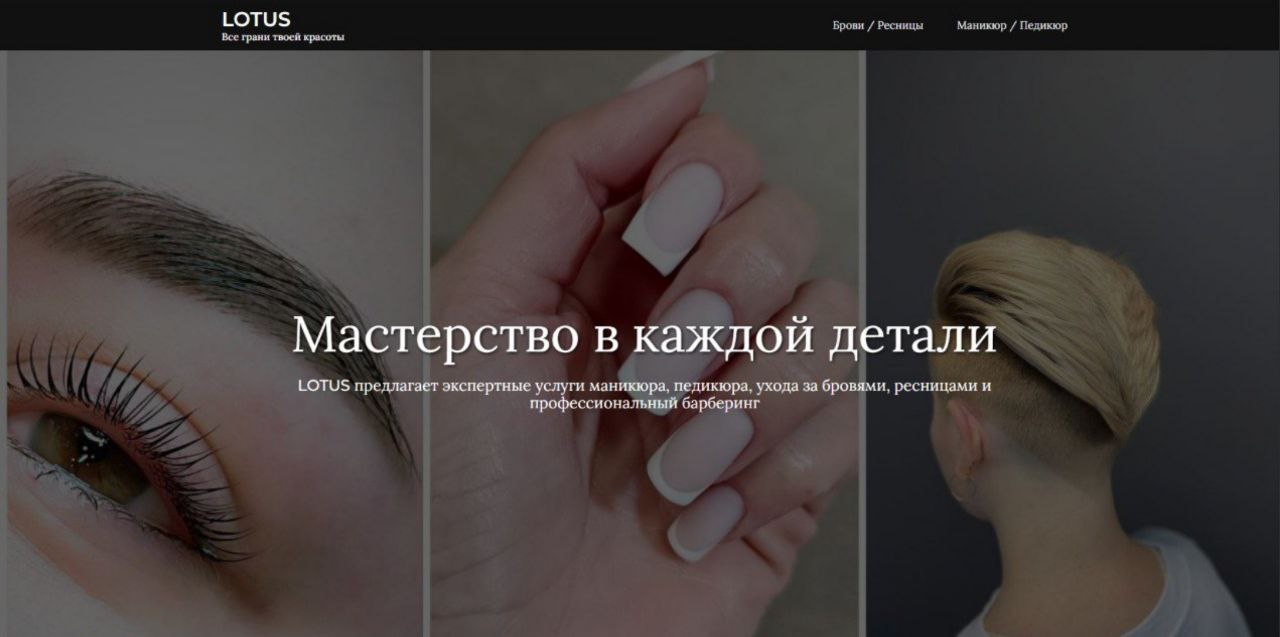 LOTUS
Все грани твоей красоты
Брови / Ресницы
Маникюр / Педикюр
Мастерство в каждой детали
LOTUS предлагает экспертные услуги маникюра, педикюра, ухода за бровями, ресницами и
профессиональный барберинг